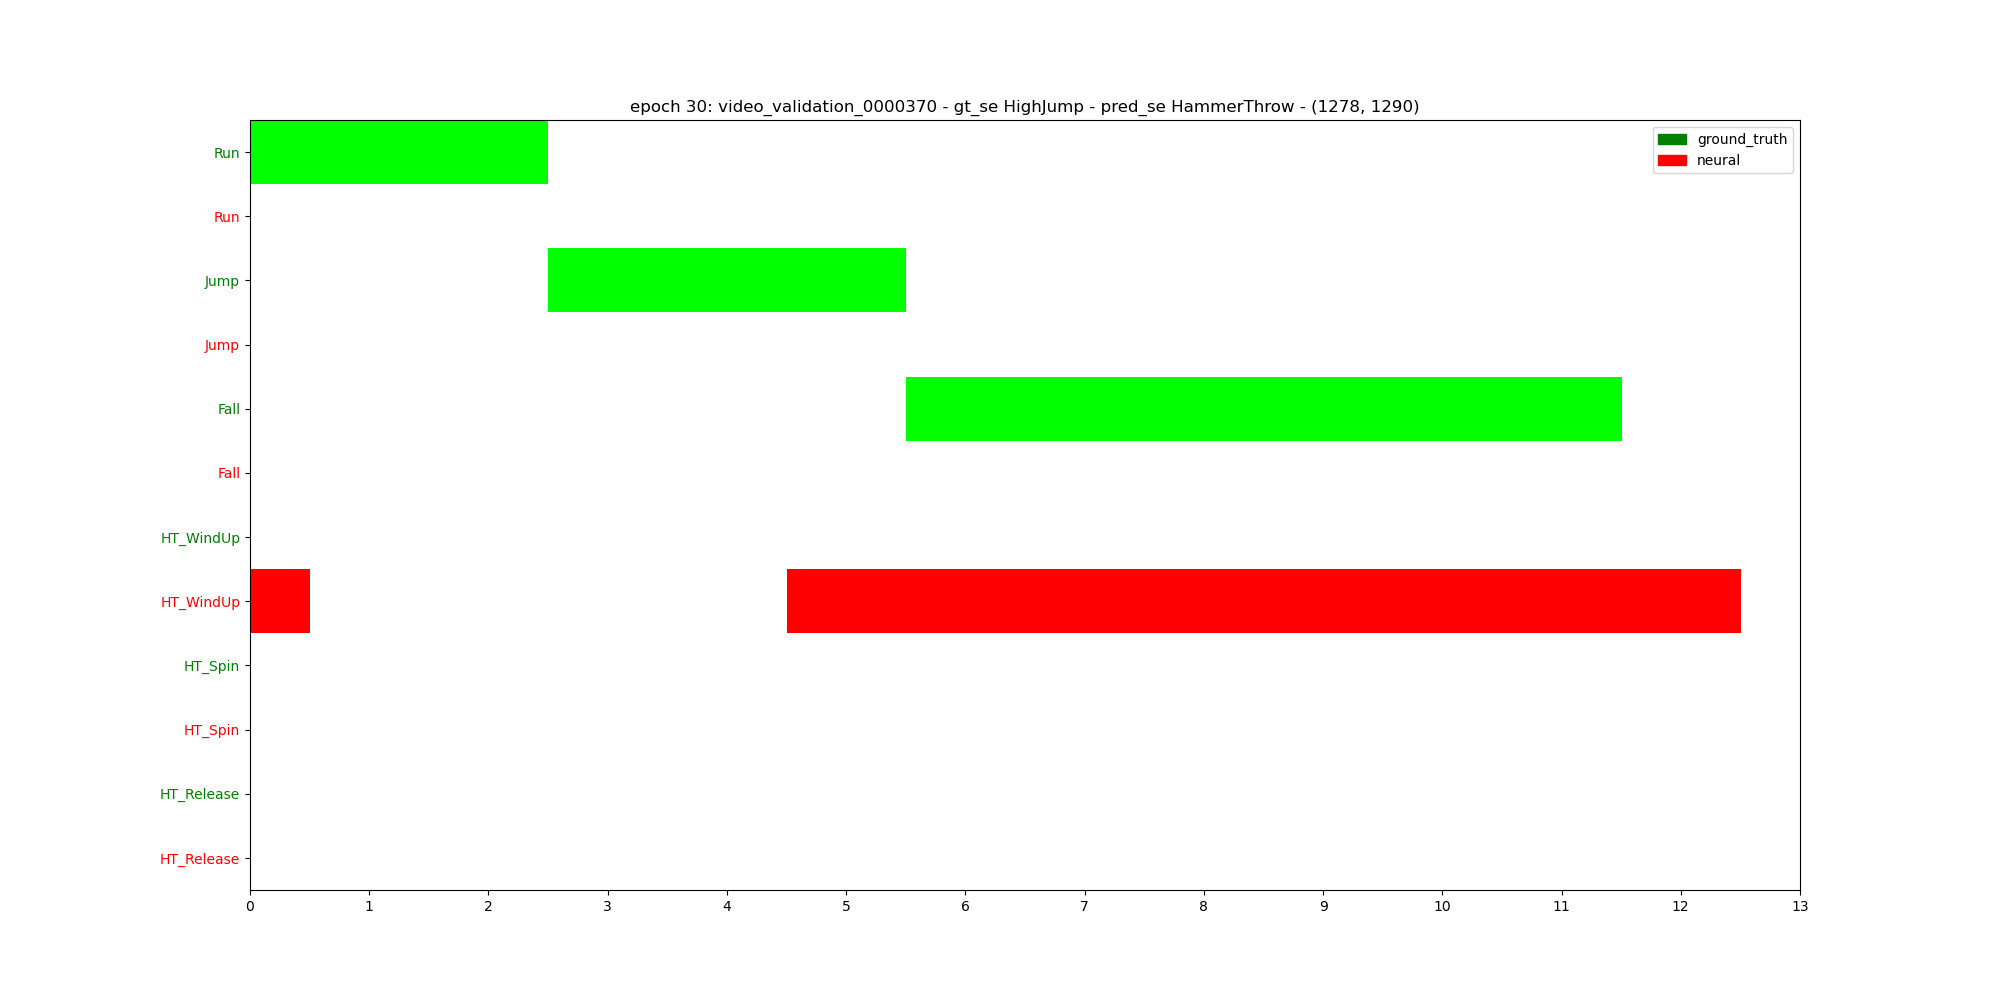 epoch 30: video_validation_0000370 - gt_se HighJump - pred_se HammerThrow - (1278, 1290)
ground_truth
neural
Run
Run
Jump
Jump
Fall
Fall
HT_WindUp
HT_WindUp
HT_Spin
HT_Spin
HT_Release
HT_Release
0 1 2 3 4 5 6 7 8 9 10 11 12 13